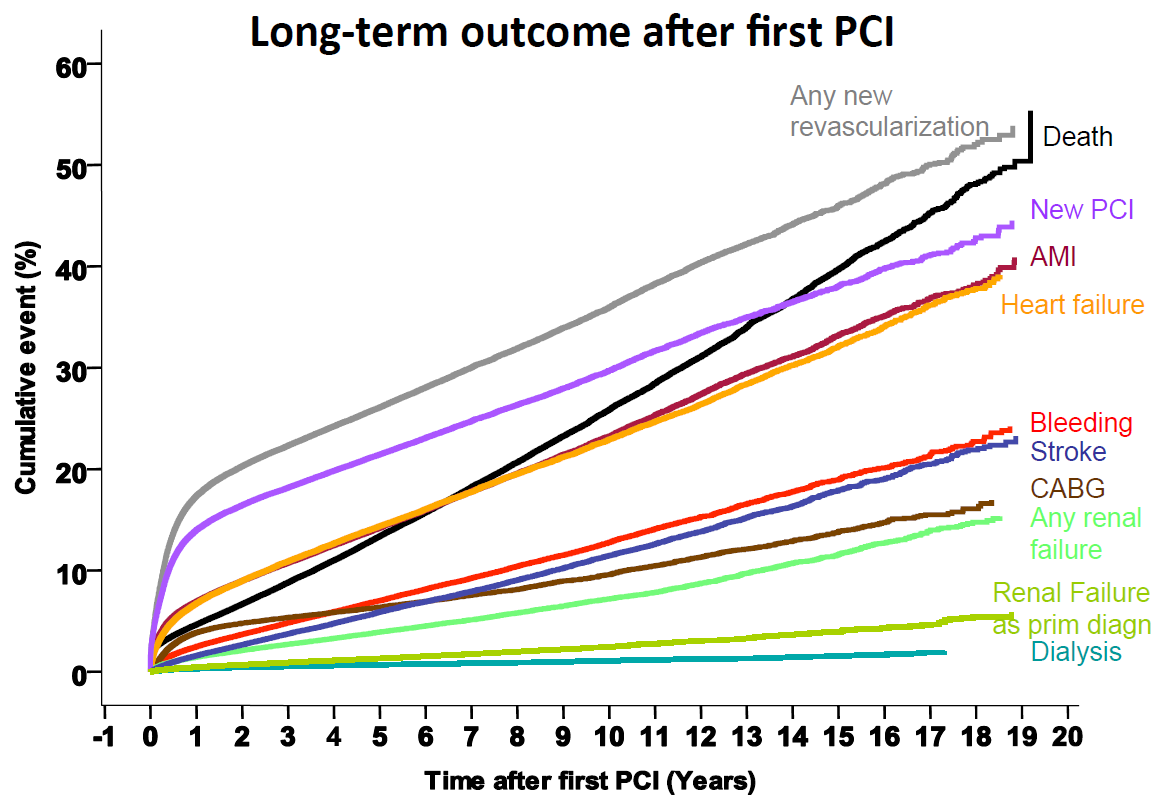 Long-term outcome after first PCI
Cumulative event (%)
60
50
40
30
20
10
0
Any new
revascularization
Death
New PCI
AMI
Heart failure
Bleeding
Stroke
CABG
Any renal
failure
Renal Failure
as prim diagn
Dialysis
-1 0 1 2 3 4 5 6 7 8 9 10 11 12 13 14 15 16 17 18 19 20
Time after first PCI (Years)